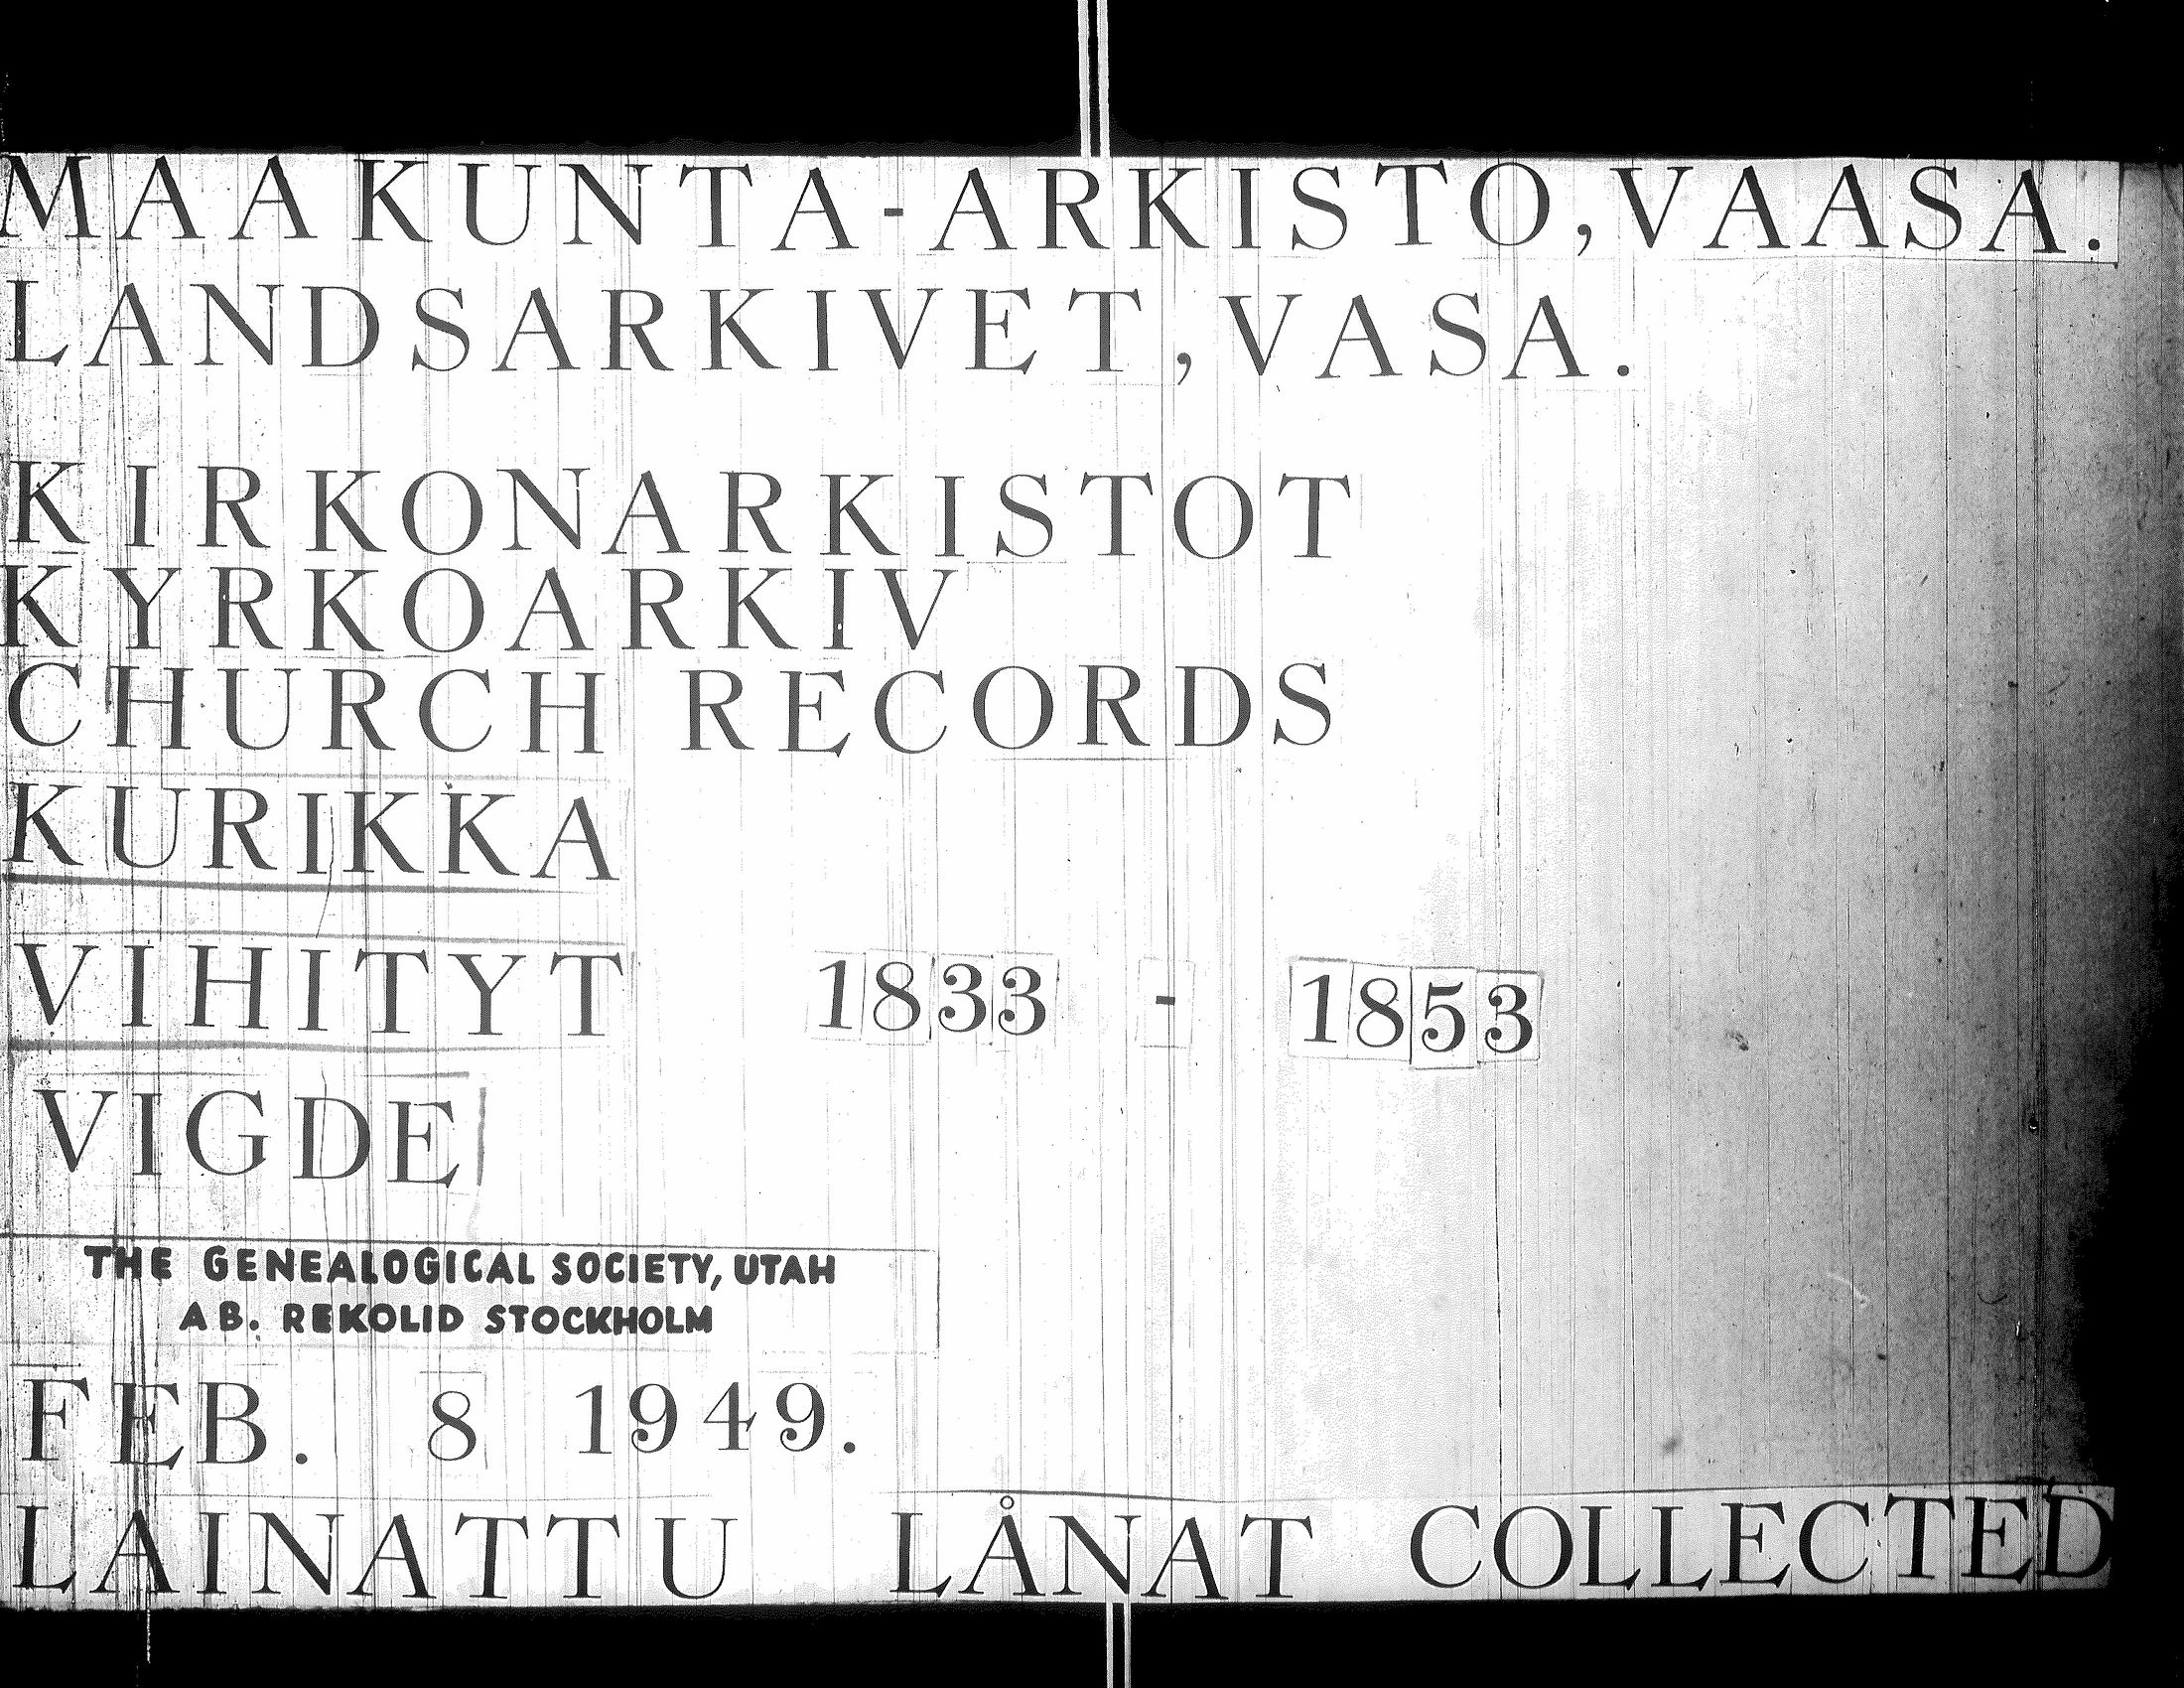 MAAKUNTA-ARKISTO, VAASA.
LANDSARKIVET, VASA.
KIRKONARKISTOT
KYRKOARKIV
CHURCH RECORDS
KURIKKA
VIHITYT 1833 - 1853
VIGDE
THE GENEALOGICAL SOCIETY, UTAH
AB. REKOLID STOCKHOLM
FEB. 8 1949.
LAINATTU LÅNAT COLLECTED